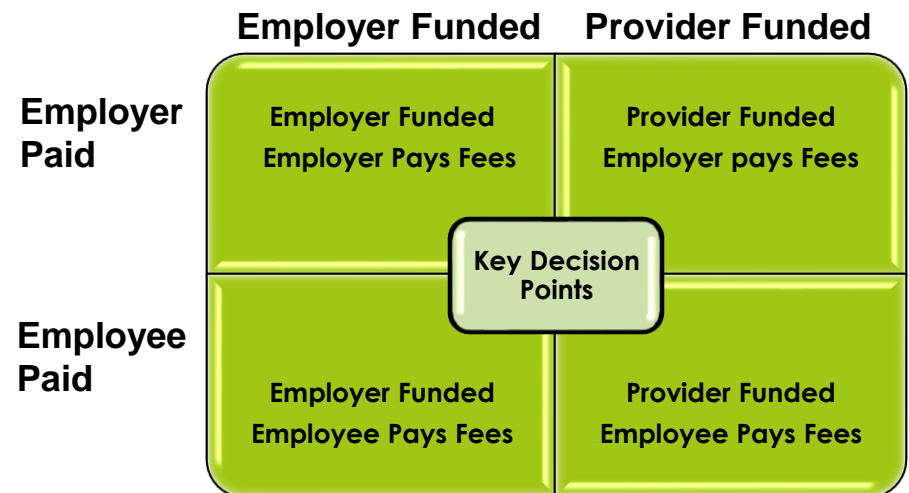 Employer Funded
Provider Funded
Employer
Paid
Employer Funded
Employer Pays Fees
Provider Funded
Employer pays Fees
Key Decision
Points
Employee
Paid
Employer Funded
Employee Pays Fees
Provider Funded
Employee Pays Fees